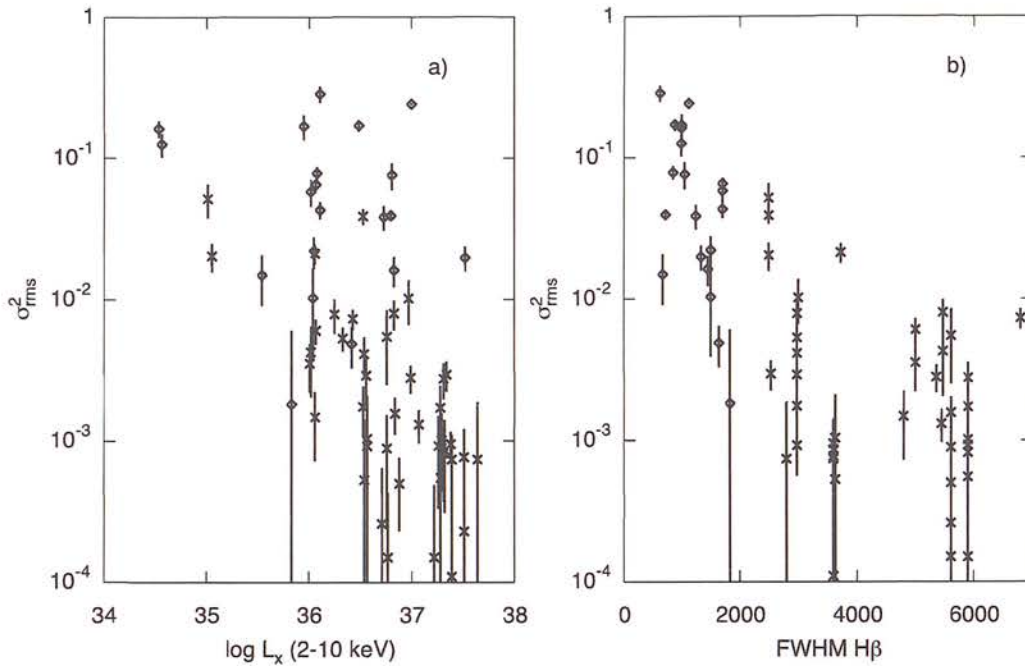 1
10⁻¹
10⁻²
10⁻³
10⁻⁴
σ²rms
34 35 36 37 38
log Lx (2-10 keV)
a)
1
10⁻¹
10⁻²
10⁻³
10⁻⁴
σ²rms
0 2000 4000 6000
FWHM Hβ
b)